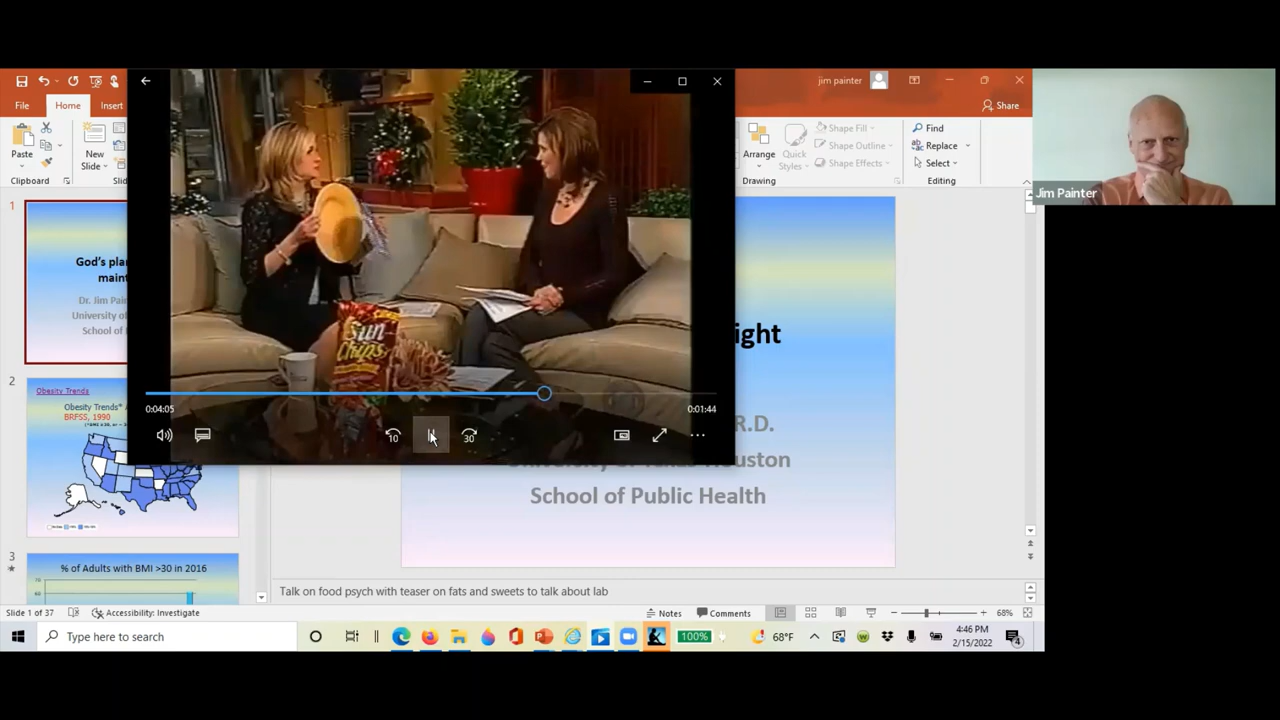 jim painter
File
Home
Insert
Share
Paste
New
Slide
Clipboard
Arrange
Quick
Styles
Shape Fill
Shape Outline
Shape Effects
Drawing
Find
Replace
Select
Editing
Jim Painter
Sun
Chips
0:04:05
0:01:44
10
30
1
God's pla
maint
Dr. Jim Pai
University o
School of
2
Obesity Trends
Obesity Trends* A
BRFSS, 1990
3
% of Adults with BMI >30 in 2016
ight
R.D.
University of Texas Houston
School of Public Health
Talk on food psych with teaser on fats and sweets to talk about lab
Slide 1 of 37
Accessibility: Investigate
Notes
Comments
68%
Type here to search
100%
68°F
4:46 PM
2/15/2022
4